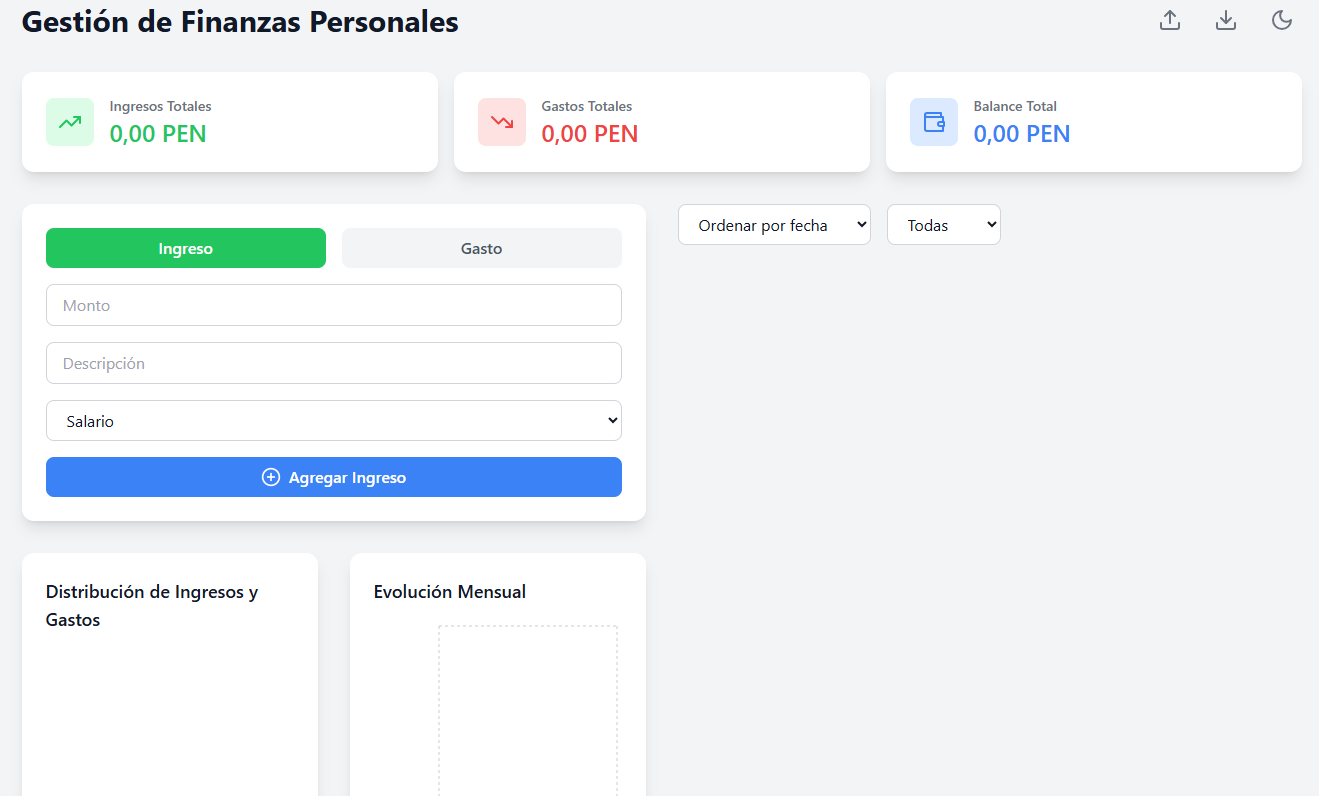 Gestión de Finanzas Personales
Ingresos Totales
0,00 PEN
Gastos Totales
0,00 PEN
Balance Total
0,00 PEN
Ingreso
Gasto
Monto
Descripción
Salario
Agregar Ingreso
Ordenar por fecha
Todas
Distribución de Ingresos y
Gastos
Evolución Mensual